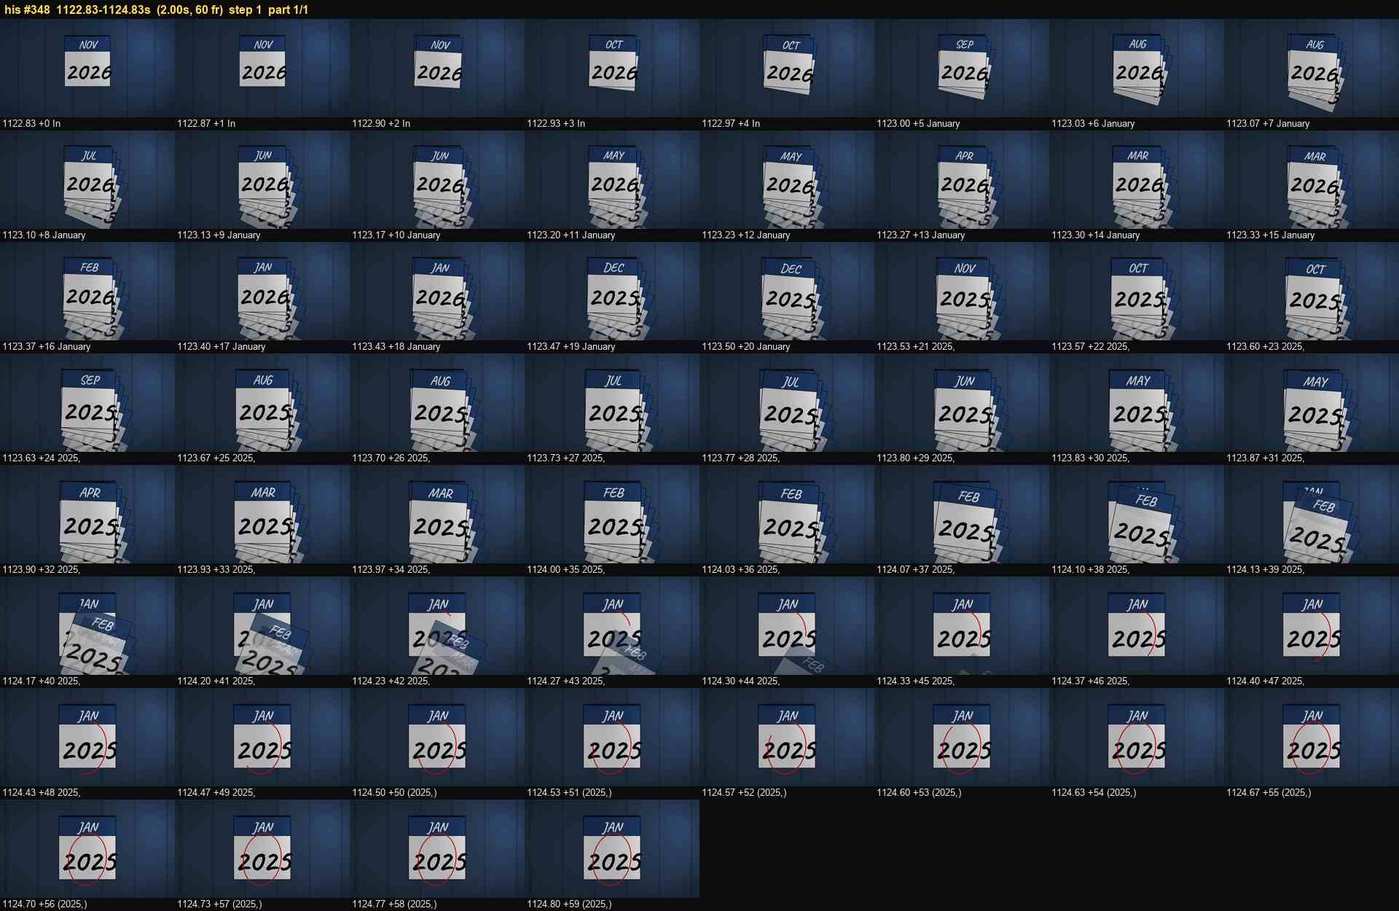 his #348 1122.83-1124.83s (2.00s, 60 fr) step 1 part 1/1
NOV NOV NOV OCT OCT SEP AUG AUG
2026 2026 2026 2026 2026 2026 2026 2026
1122.83 +0 In 1122.87 +1 In 1122.90 +2 In 1122.93 +3 In 1122.97 +4 In 1123.00 +5 January 1123.03 +6 January 1123.07 +7 January
JUL JUN JUN MAY MAY APR MAR MAR
2026 2026 2026 2026 2026 2026 2026 2026
1123.10 +8 January 1123.13 +9 January 1123.17 +10 January 1123.20 +11 January 1123.23 +12 January 1123.27 +13 January 1123.30 +14 January 1123.33 +15 January
FEB JAN JAN DEC DEC NOV OCT OCT
2026 2026 2026 2025 2025 2025 2025 2025
1123.37 +16 January 1123.40 +17 January 1123.43 +18 January 1123.47 +19 January 1123.50 +20 January 1123.53 +21 2025, 1123.57 +22 2025, 1123.60 +23 2025,
SEP AUG AUG JUL JUL JUN MAY MAY
2025 2025 2025 2025 2025 2025 2025 2025
1123.63 +24 2025, 1123.67 +25 2025, 1123.70 +26 2025, 1123.73 +27 2025, 1123.77 +28 2025, 1123.80 +29 2025, 1123.83 +30 2025, 1123.87 +31 2025,
APR MAR MAR FEB FEB FEB FEB JAN FEB
2025 2025 2025 2025 2025 2025 2025 2025
1123.90 +32 2025, 1123.93 +33 2025, 1123.97 +34 2025, 1124.00 +35 2025, 1124.03 +36 2025, 1124.07 +37 2025, 1124.10 +38 2025, 1124.13 +39 2025,
JAN JAN JAN JAN JAN JAN JAN JAN
FEB FEB FEB FEB FEB
2025 2025 2025 2025 2025 2025 2025
1124.17 +40 2025, 1124.20 +41 2025, 1124.23 +42 2025, 1124.27 +43 2025, 1124.30 +44 2025, 1124.33 +45 2025, 1124.37 +46 2025, 1124.40 +47 2025,
JAN JAN JAN JAN JAN JAN JAN JAN
2025 2025 2025 2025 2025 2025 2025 2025
1124.43 +48 2025, 1124.47 +49 2025, 1124.50 +50 (2025,) 1124.53 +51 (2025,) 1124.57 +52 (2025,) 1124.60 +53 (2025,) 1124.63 +54 (2025,) 1124.67 +55 (2025,)
JAN JAN JAN JAN
2025 2025 2025 2025
1124.70 +56 (2025,) 1124.73 +57 (2025,) 1124.77 +58 (2025,) 1124.80 +59 (2025,)